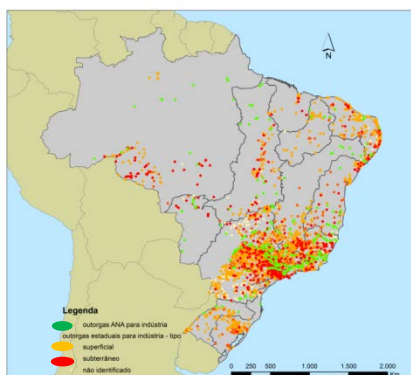 N
Legenda
outorgas ANA para indústria
outorgas estaduais para indústria - tipo
superficial
subterrâneo
não identificado
0 250 500 1.000 1.500 2.000
Km